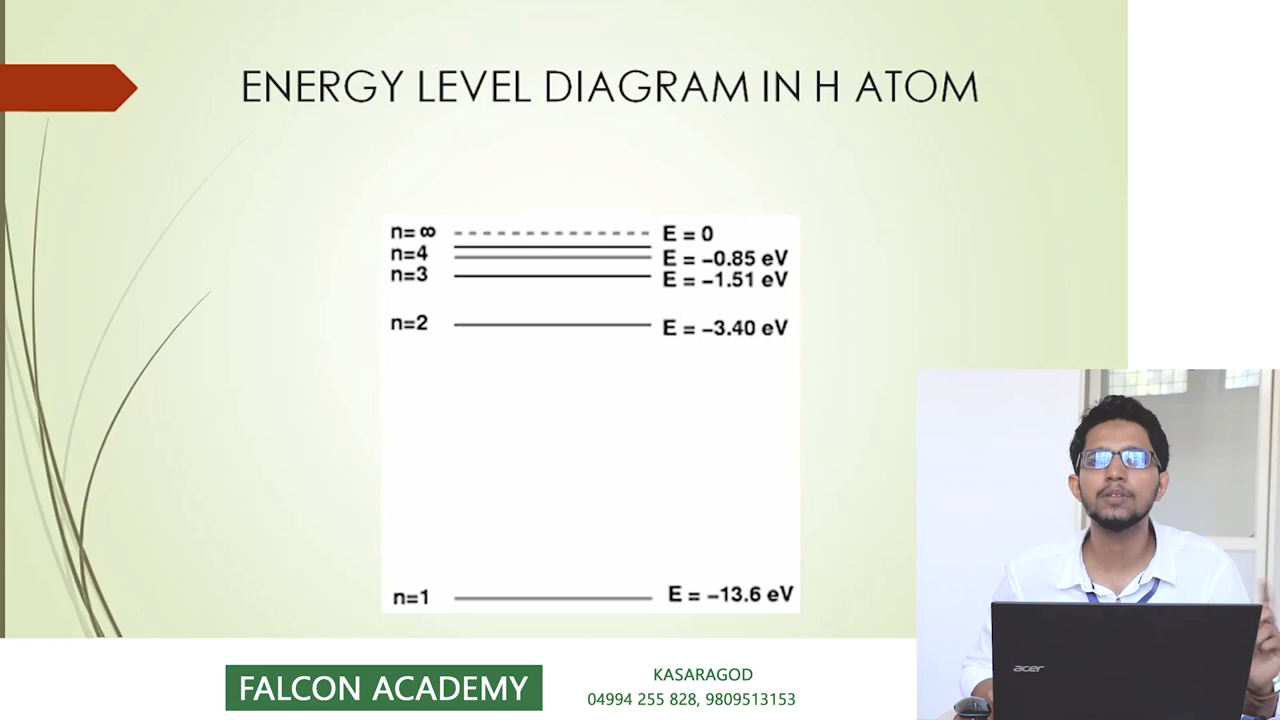 ENERGY LEVEL DIAGRAM IN H ATOM
n= ∞ E = 0
n=4 E = −0.85 eV
n=3 E = −1.51 eV
n=2 E = −3.40 eV
n=1 E = −13.6 eV
acer
FALCON ACADEMY
KASARAGOD
04994 255 828, 9809513153